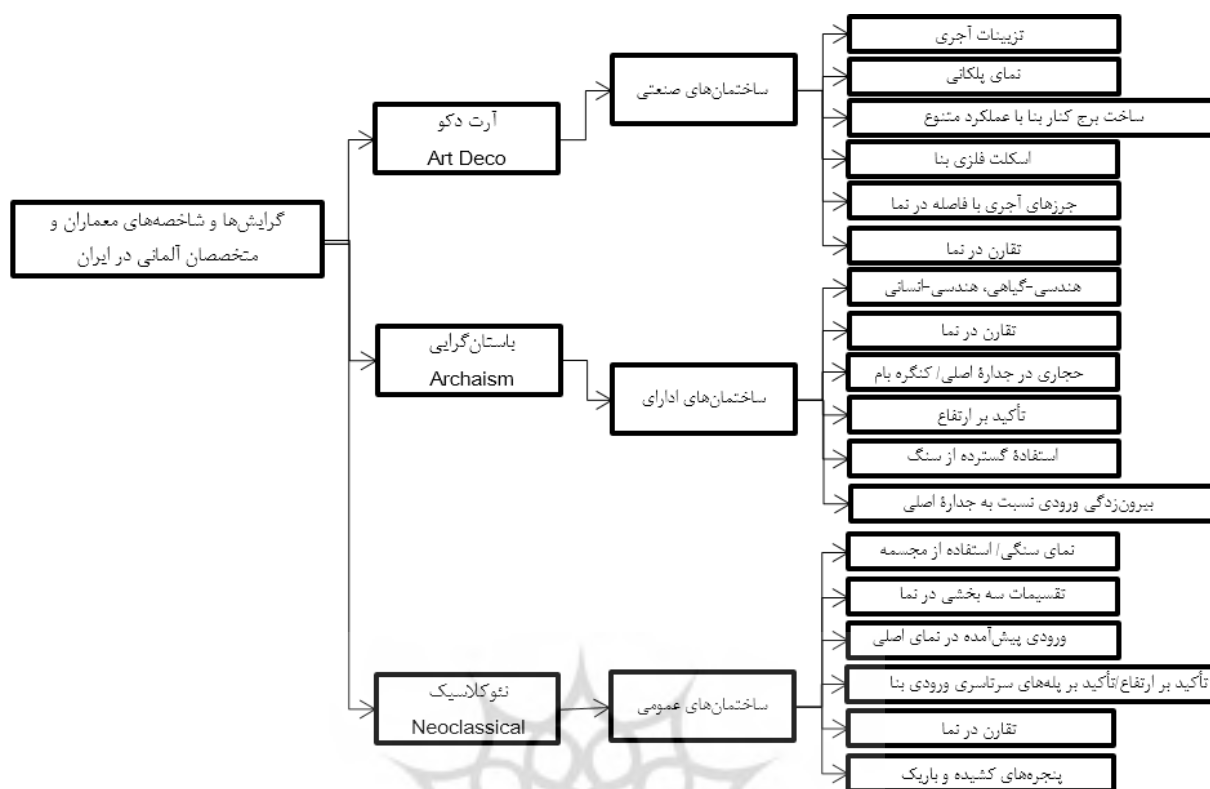 گرایش‌ها و شاخصه‌های معماران و
متخصصان آلمانی در ایران
آرت دکو
Art Deco
ساختمان‌های صنعتی
تزیینات آجری
نمای پلکانی
ساخت برج کنار بنا با عملکرد متنوع
اسکلت فلزی بنا
جرزهای آجری با فاصله در نما
تقارن در نما
باستان‌گرایی
Archaism
ساختمان‌های ادارای
هندسی-گیاهی، هندسی-انسانی
تقارن در نما
حجاری در جدارۀ اصلی/ کنگره بام
تأکید بر ارتفاع
استفادۀ گسترده از سنگ
بیرون‌زدگی ورودی نسبت به جدارۀ اصلی
نئوکلاسیک
Neoclassical
ساختمان‌های عمومی
نمای سنگی/ استفاده از مجسمه
تقسیمات سه بخشی در نما
ورودی پیش‌آمده در نمای اصلی
تأکید بر ارتفاع/تأکید بر پله‌های سرتاسری ورودی بنا
تقارن در نما
پنجره‌های کشیده و باریک